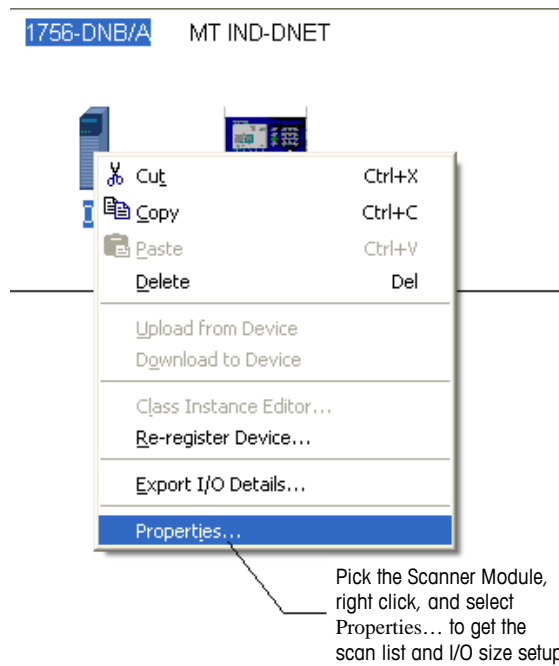 1756-DNB/A MT IND-DNET
Cut Ctrl+X
Copy Ctrl+C
Paste Ctrl+V
Delete Del
Upload from Device
Download to Device
Class Instance Editor...
Re-register Device...
Export I/O Details...
Properties...
Pick the Scanner Module,
right click, and select
Properties… to get the
scan list and I/O size setup